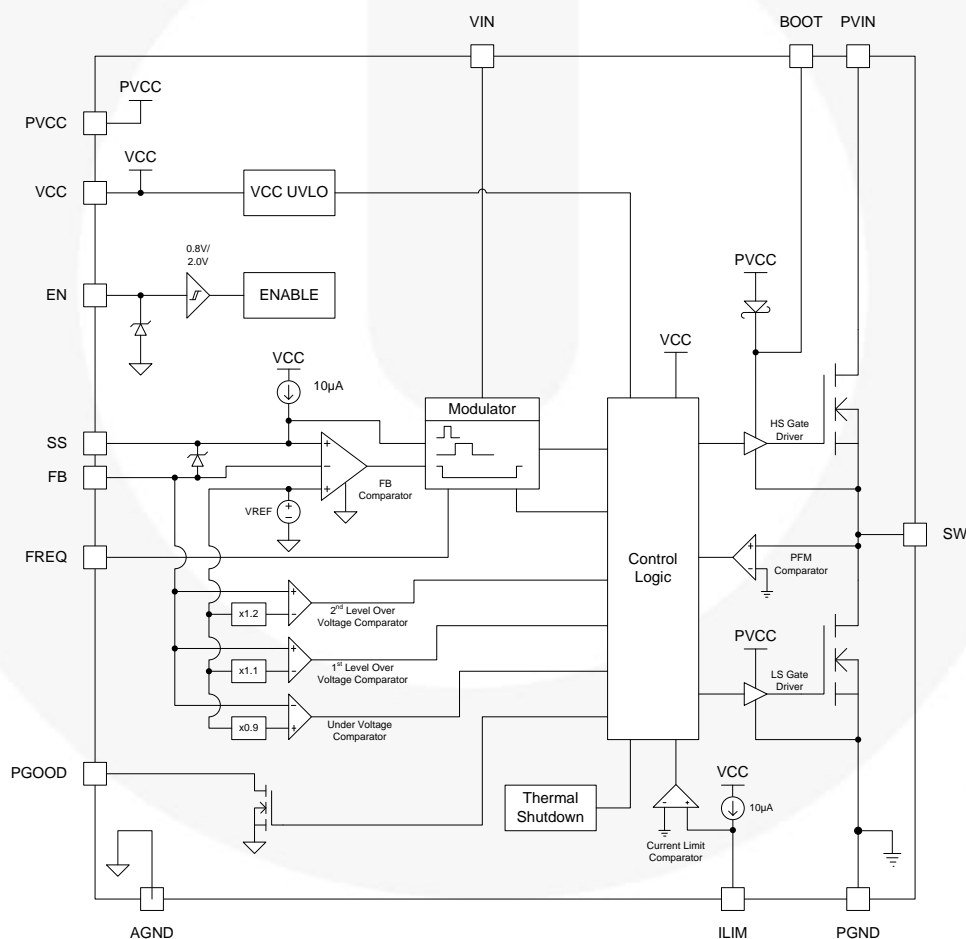 VIN
BOOT
PVIN
PVCC
PVCC
VCC
VCC
VCC UVLO
EN
0.8V/
2.0V
ENABLE
PVCC
VCC
VCC
10µA
Modulator
SS
FB
+
−
+
FB
Comparator
VREF
+
−
HS Gate
Driver
FREQ
Control
Logic
SW
+
−
PFM
Comparator
x1.2
+
−
2nd Level Over
Voltage Comparator
x1.1
+
−
1st Level Over
Voltage Comparator
PVCC
LS Gate
Driver
x0.9
−
+
Under Voltage
Comparator
PGOOD
Thermal
Shutdown
−
+
Current Limit
Comparator
VCC
10µA
AGND
ILIM
PGND